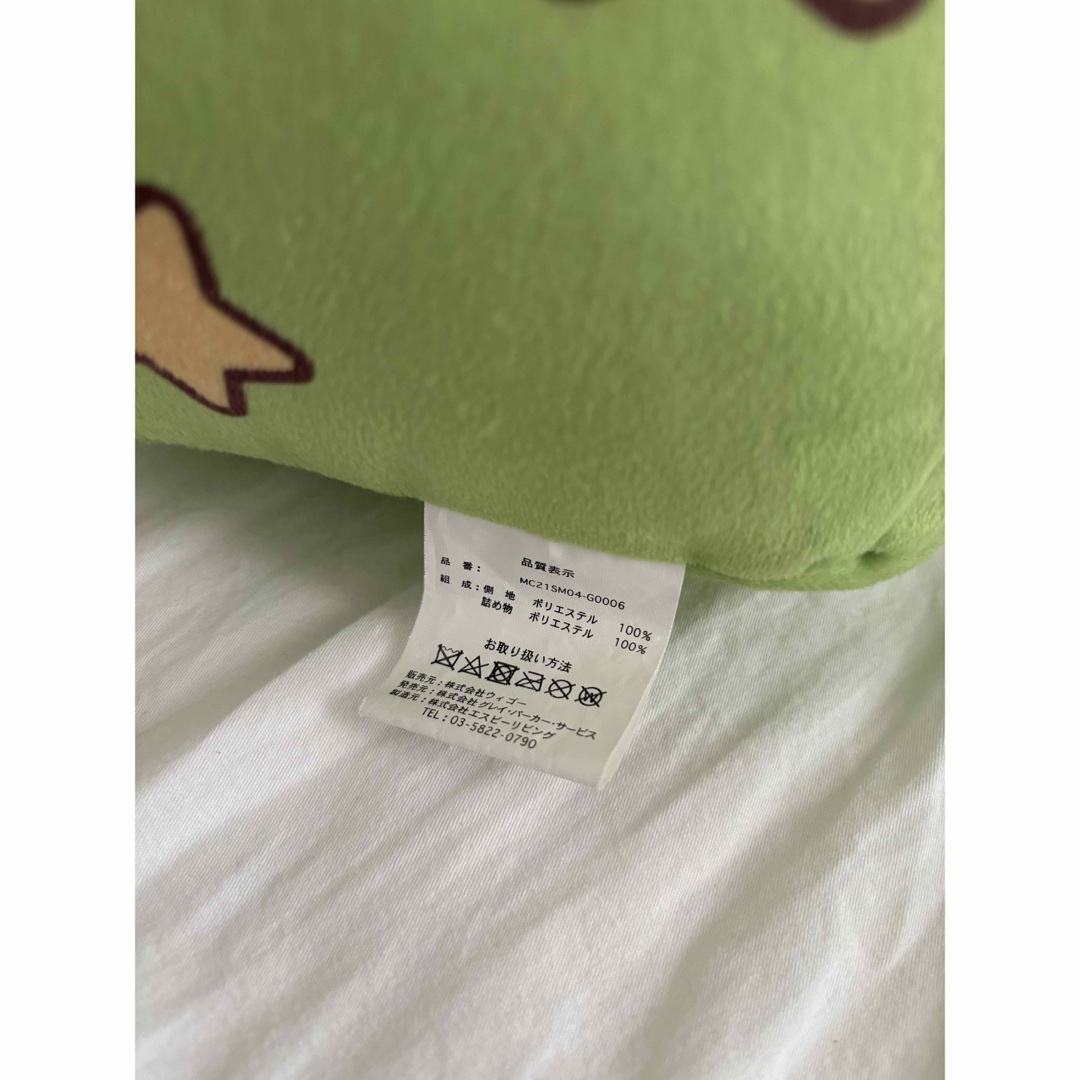 品質表示
品 番： MC21SM04-G0006
組 成：側 地 ポリエステル 100%
詰め物 ポリエステル 100%
お取り扱い方法
販売元：株式会社ウィゴー
発売元：株式会社グレイ・パーカー・サービス
製造元：株式会社エスピーリビング
TEL：03-5822-0790